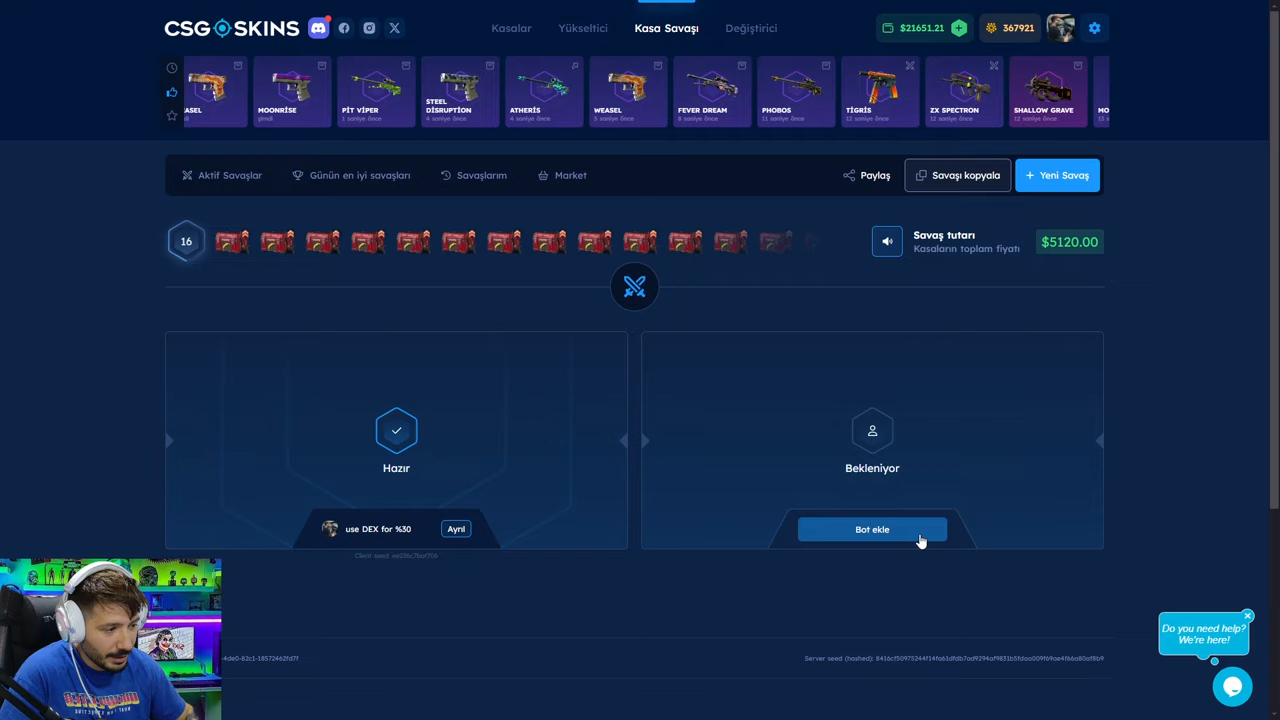 CSGOSKINS
Kasalar
Yükseltici
Kasa Savaşı
Değiştirici
$21651.21
367921
MOONRİSE
şimdi
PİT VİPER
1 saniye önce
STEEL
DISRUPTİON
4 saniye önce
ATHERİS
4 saniye önce
WEASEL
5 saniye önce
FEVER DREAM
8 saniye önce
PHOBOS
11 saniye önce
TİGRİS
12 saniye önce
ZX SPECTRON
12 saniye önce
SHALLOW GRAVE
12 saniye önce
Aktif Savaşlar
Günün en iyi savaşları
Savaşlarım
Market
Paylaş
Savaşı kopyala
+ Yeni Savaş
16
Savaş tutarı
Kasaların toplam fiyatı
$5120.00
Hazır
Bekleniyor
use DEX for %30
Ayrıl
Bot ekle
Do you need help?
We're here!